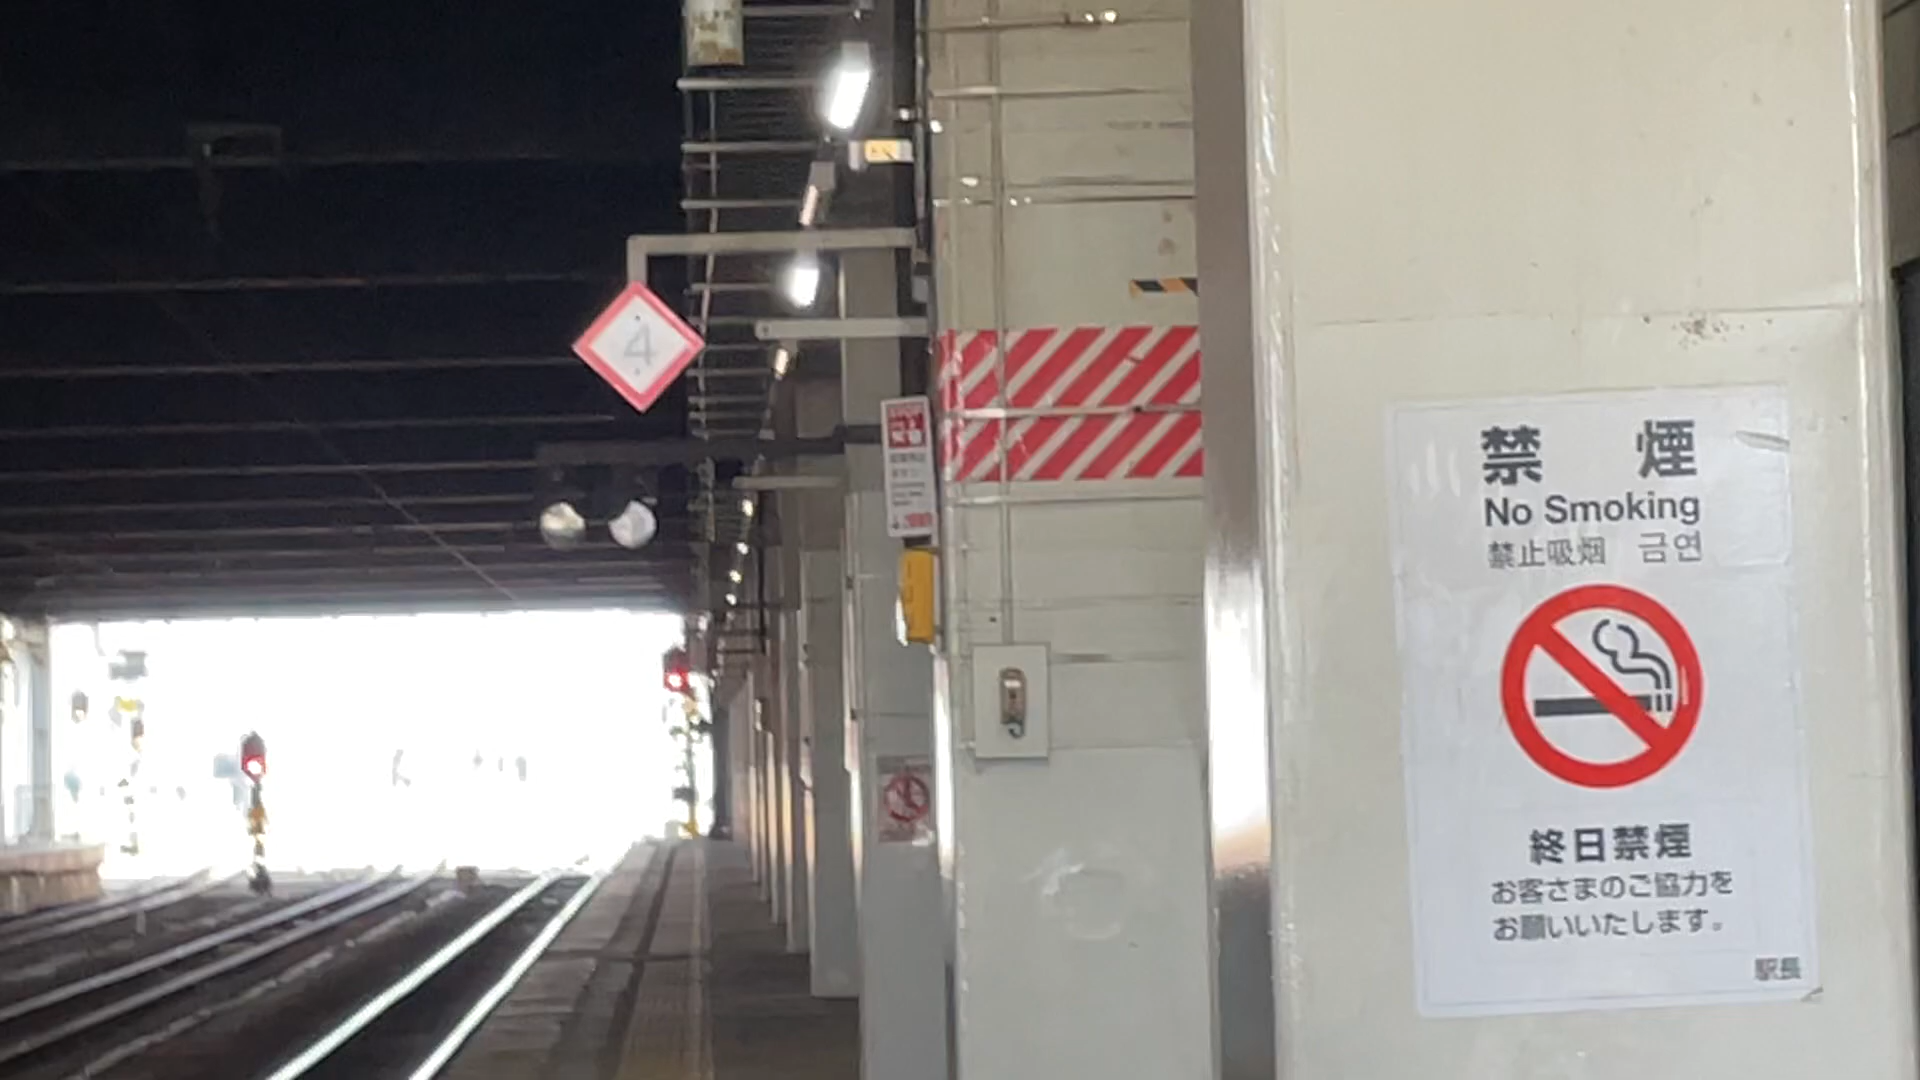 4
禁 煙
No Smoking
禁止吸烟 금연
終日禁煙
お客さまのご協力を
お願いいたします。
駅長